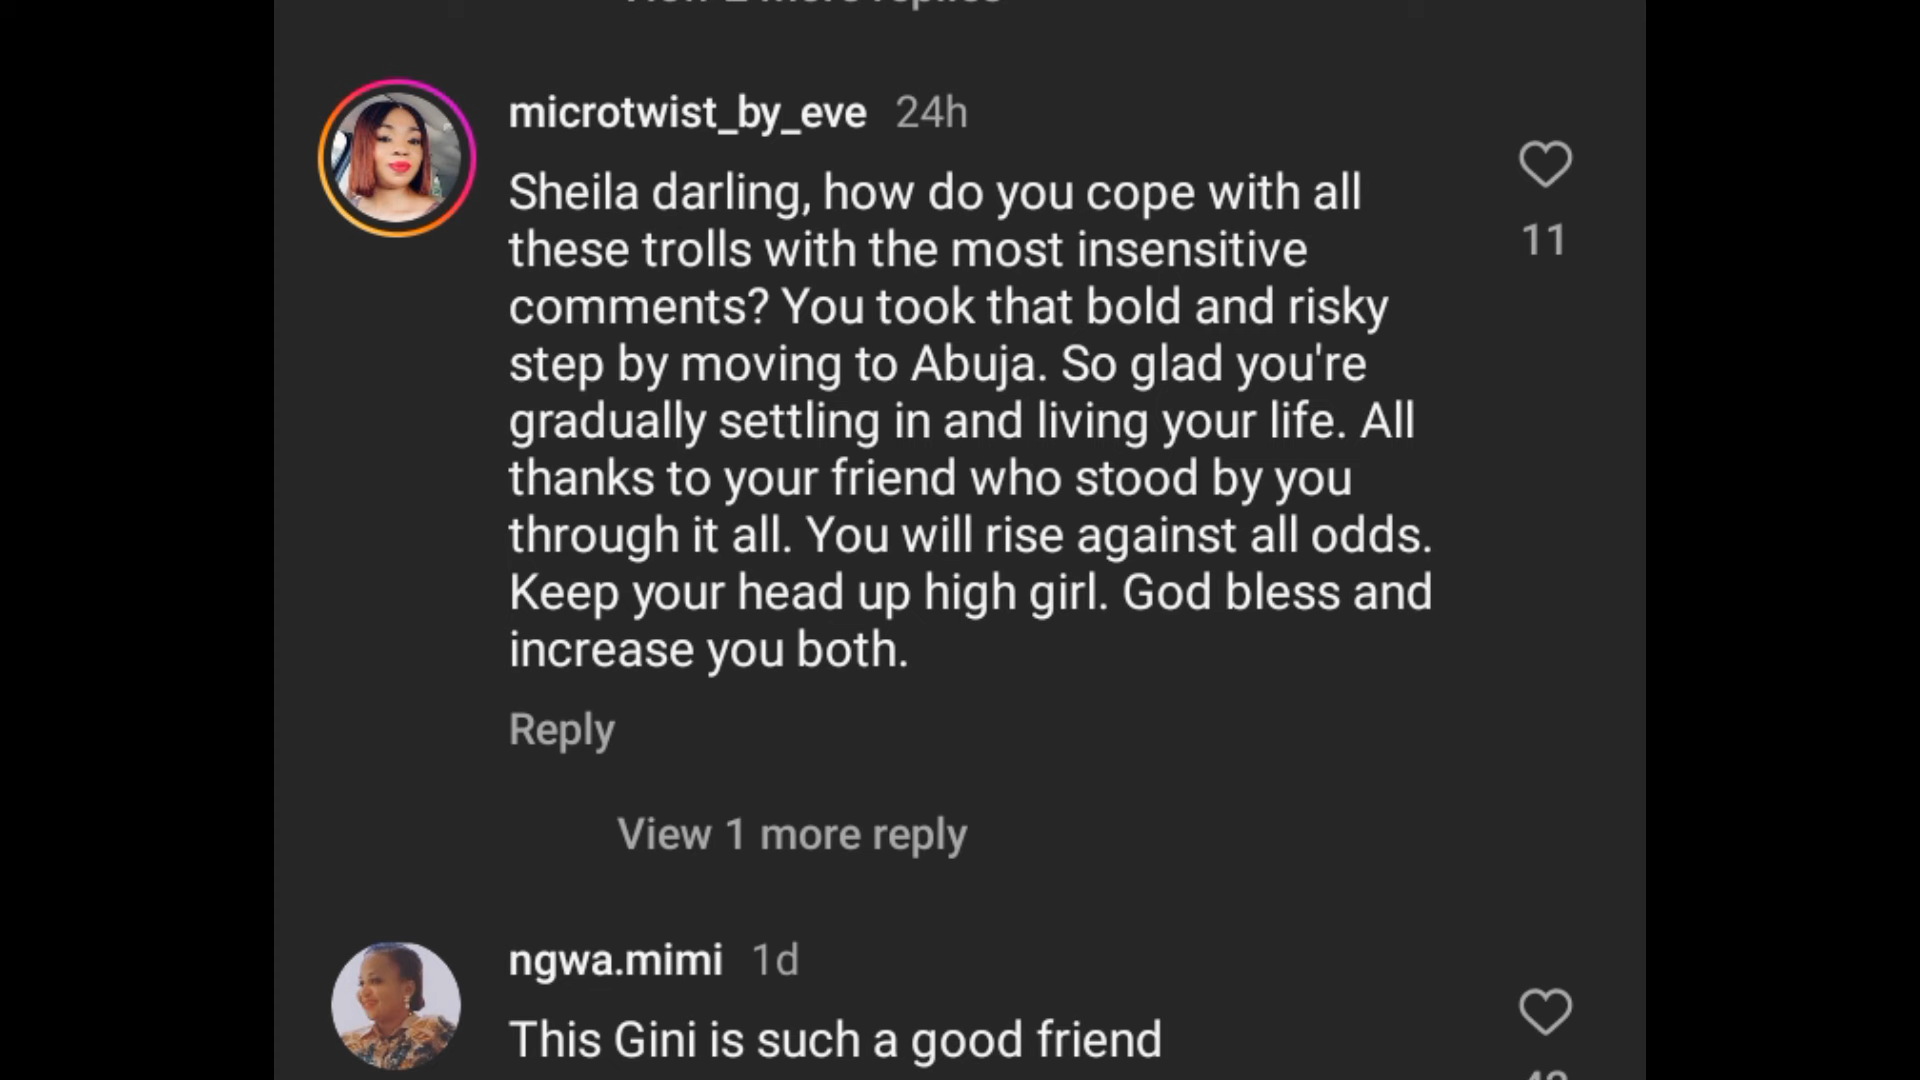 View 2 more replies
microtwist_by_eve 24h
Sheila darling, how do you cope with all
these trolls with the most insensitive
comments? You took that bold and risky
step by moving to Abuja. So glad you're
gradually settling in and living your life. All
thanks to your friend who stood by you
through it all. You will rise against all odds.
Keep your head up high girl. God bless and
increase you both.
11
Reply
View 1 more reply
ngwa.mimi 1d
This Gini is such a good friend